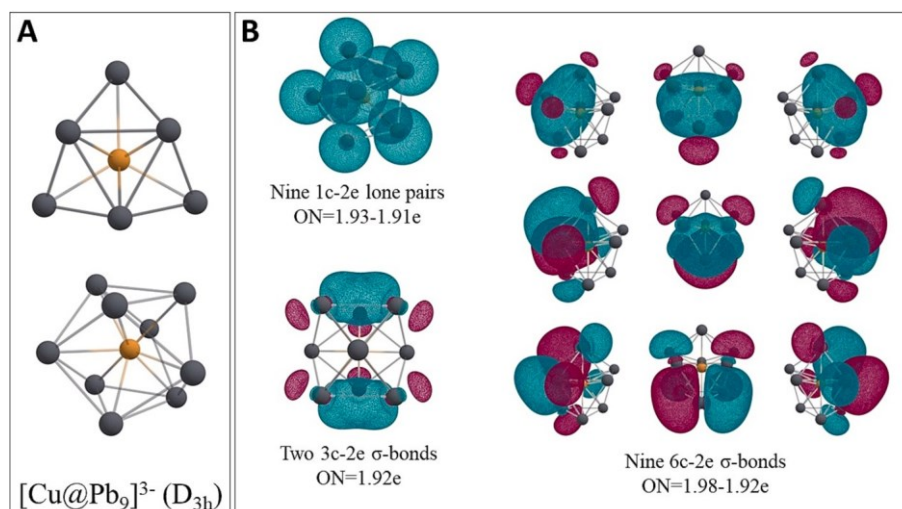 A
B
Nine 1c-2e lone pairs
ON=1.93-1.91e
Two 3c-2e σ-bonds
ON=1.92e
Nine 6c-2e σ-bonds
ON=1.98-1.92e
[Cu@Pb₉]³⁻ (D₃ₕ)